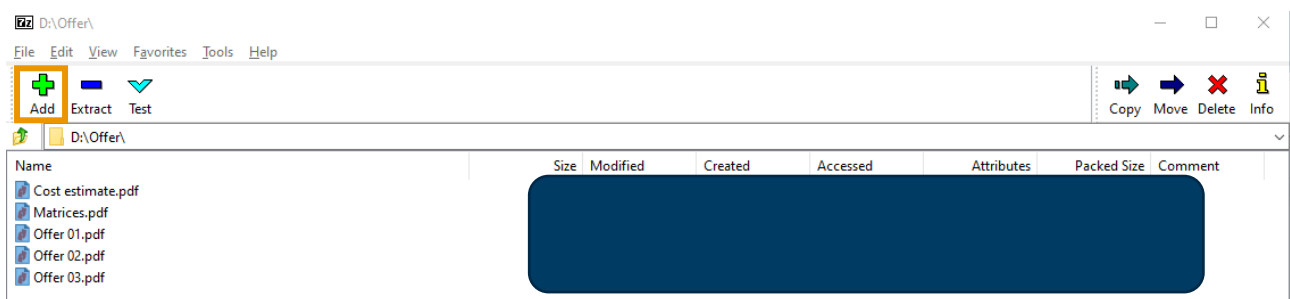 7z D:\Offer\
File Edit View Favorites Tools Help
Add Extract Test Copy Move Delete Info
D:\Offer\
Name Size Modified Created Accessed Attributes Packed Size Comment
Cost estimate.pdf
Matrices.pdf
Offer 01.pdf
Offer 02.pdf
Offer 03.pdf